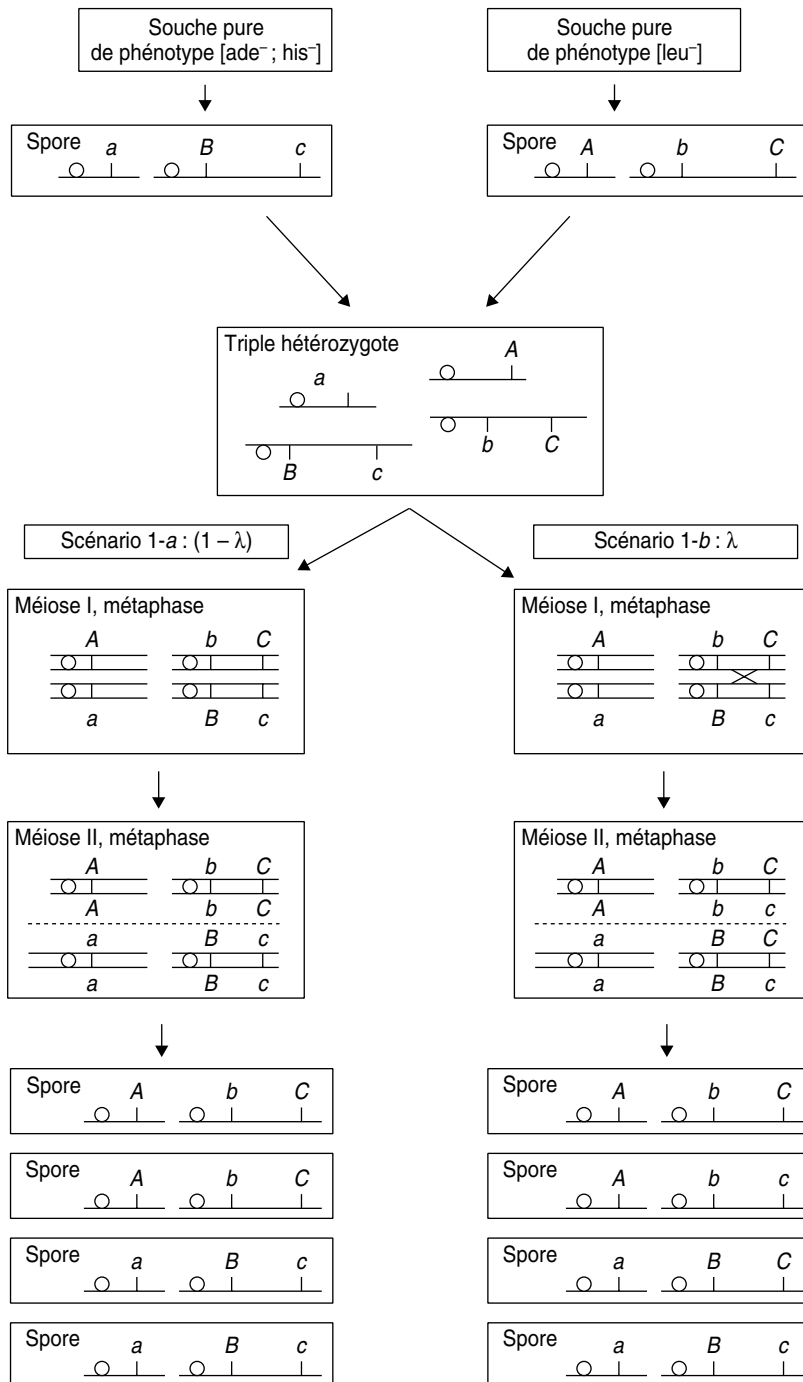 Souche pure
de phénotype [ade⁻ ; his⁻]
Souche pure
de phénotype [leu⁻]
Spore a B c
Spore A b C
Triple hétérozygote
A
a
b C
B c
Scénario 1-a : (1 – λ)
Scénario 1-b : λ
Méiose I, métaphase
A b C
a B c
Méiose I, métaphase
A b C
a B c
Méiose II, métaphase
A b C
A b C
a B c
a B c
Méiose II, métaphase
A b C
A b c
a B C
a B c
Spore A b C
Spore A b C
Spore a B c
Spore a B c
Spore A b C
Spore A b c
Spore a B C
Spore a B c